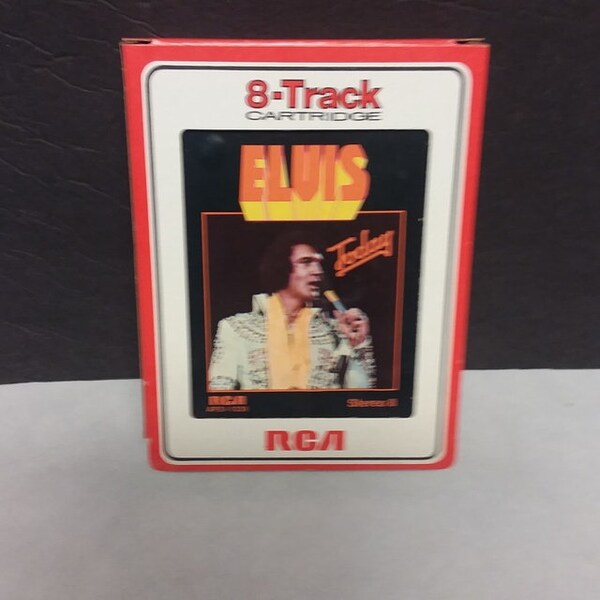 8-Track
CARTRIDGE
ELVIS
Today
RCA
Stereo 8
RCA